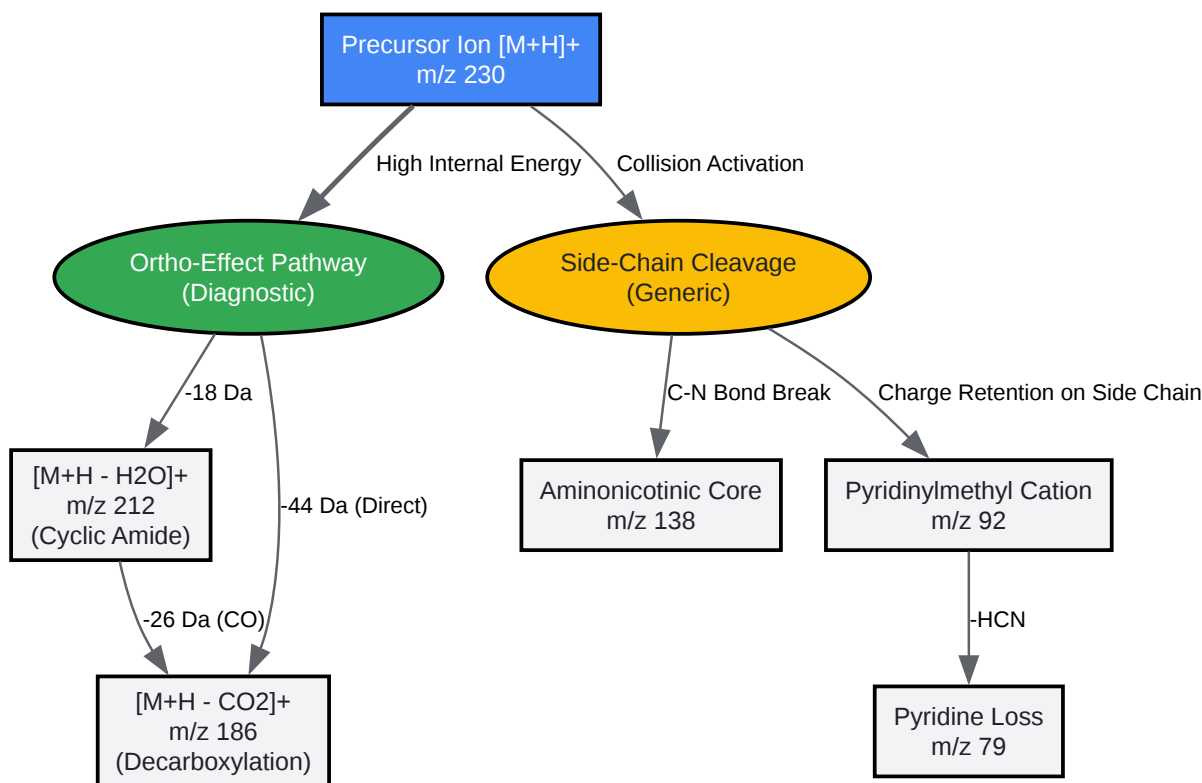 Precursor Ion [M+H]+
m/z 230
High Internal Energy
Collision Activation
Ortho-Effect Pathway
(Diagnostic)
Side-Chain Cleavage
(Generic)
-18 Da
-44 Da (Direct)
C-N Bond Break
Charge Retention on Side Chain
[M+H - H2O]+
m/z 212
(Cyclic Amide)
Aminonicotinic Core
m/z 138
Pyridinylmethyl Cation
m/z 92
-26 Da (CO)
-HCN
[M+H - CO2]+
m/z 186
(Decarboxylation)
Pyridine Loss
m/z 79